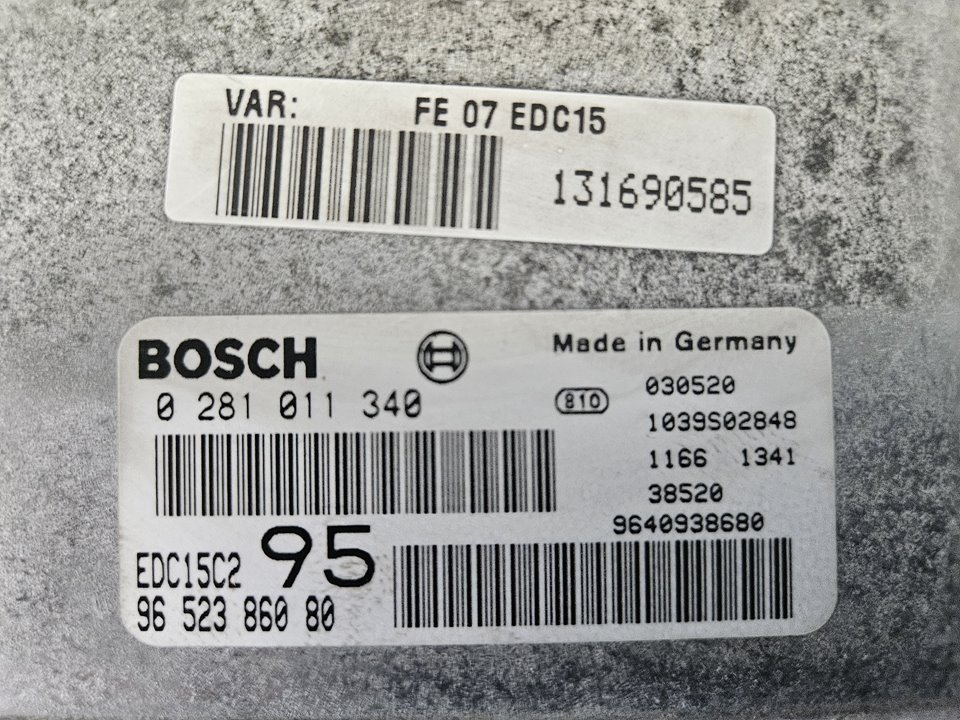 VAR: FE 07 EDC15
131690585
BOSCH
Made in Germany
0 281 011 340
810
030520
1039S02848
1166 1341
38520
9640938680
EDC15C2 95
96 523 860 80